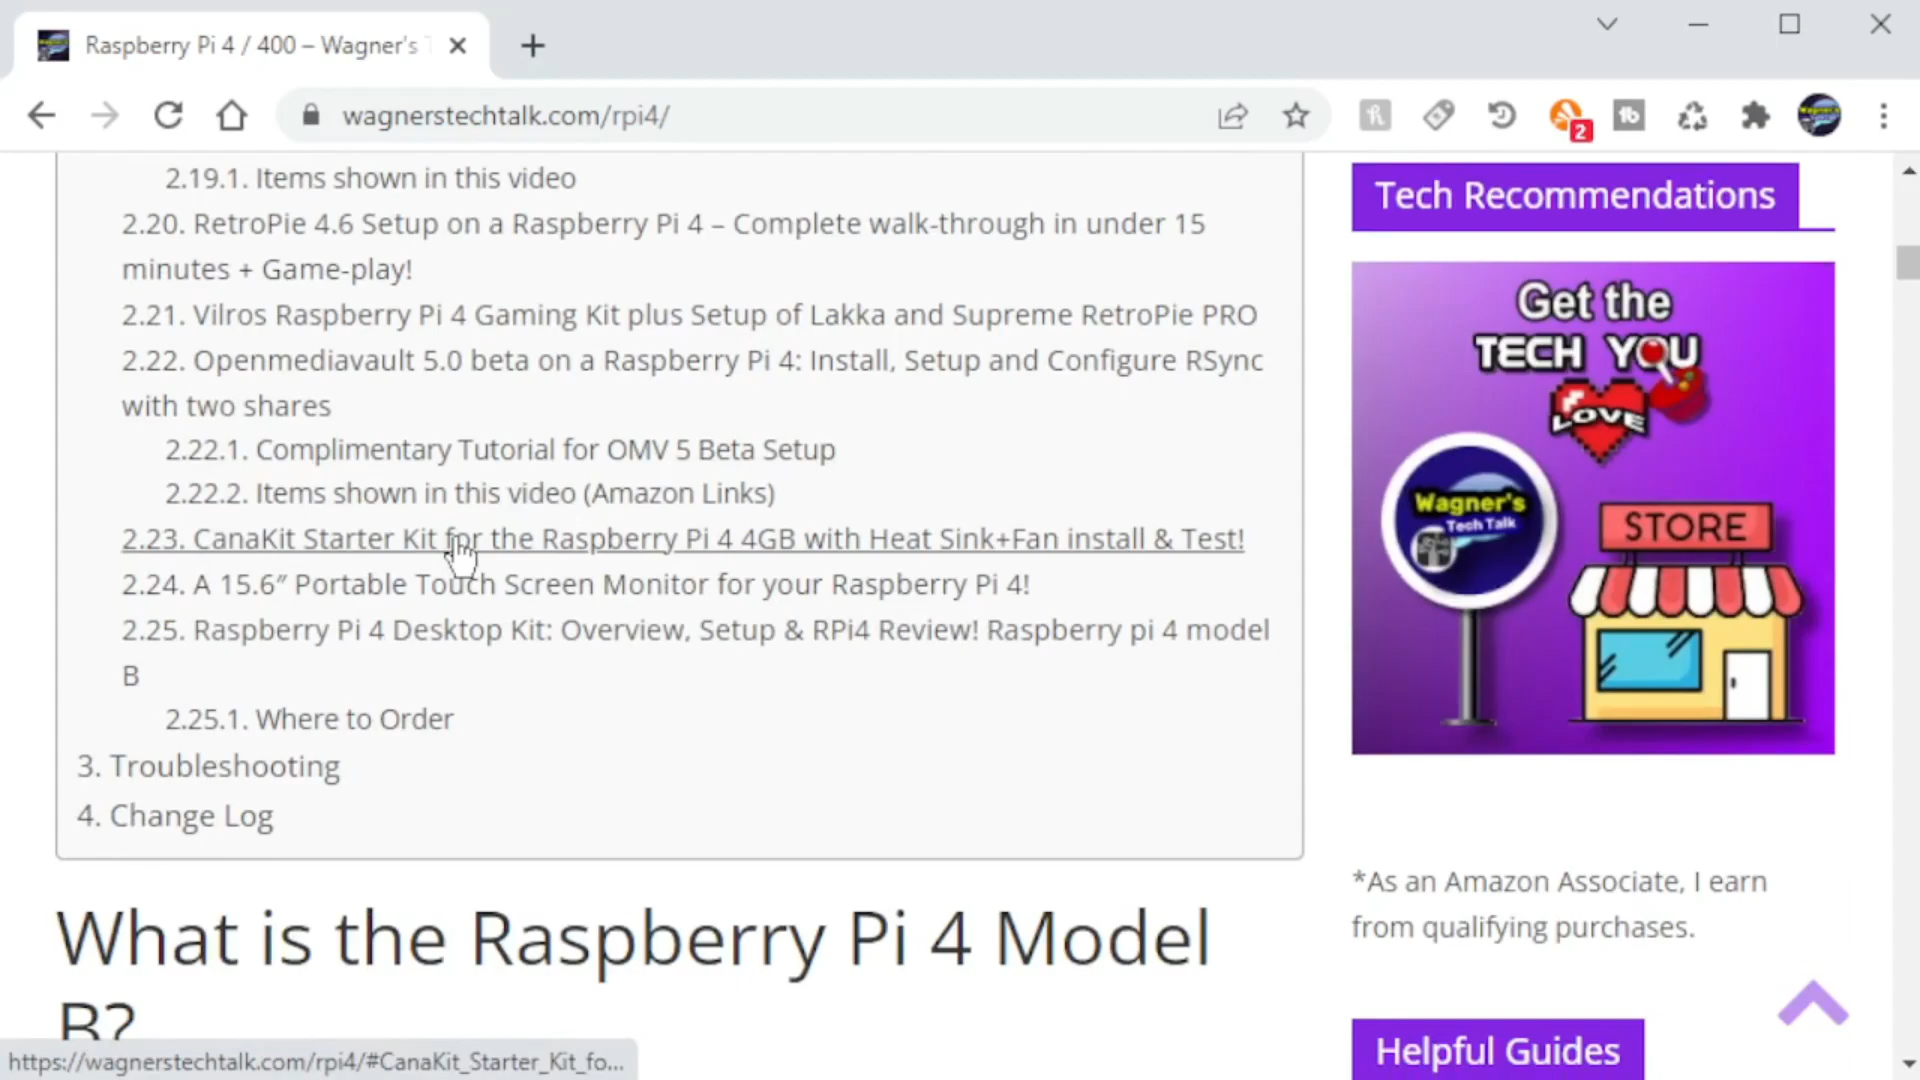 Raspberry Pi 4 / 400 – Wagner's
wagnerstechtalk.com/rpi4/
2
2.19.1. Items shown in this video
2.20. RetroPie 4.6 Setup on a Raspberry Pi 4 – Complete walk-through in under 15
minutes + Game-play!
2.21. Vilros Raspberry Pi 4 Gaming Kit plus Setup of Lakka and Supreme RetroPie PRO
2.22. Openmediavault 5.0 beta on a Raspberry Pi 4: Install, Setup and Configure RSync
with two shares
2.22.1. Complimentary Tutorial for OMV 5 Beta Setup
2.22.2. Items shown in this video (Amazon Links)
2.23. CanaKit Starter Kit for the Raspberry Pi 4 4GB with Heat Sink+Fan install & Test!
2.24. A 15.6″ Portable Touch Screen Monitor for your Raspberry Pi 4!
2.25. Raspberry Pi 4 Desktop Kit: Overview, Setup & RPi4 Review! Raspberry pi 4 model
B
2.25.1. Where to Order
3. Troubleshooting
4. Change Log
What is the Raspberry Pi 4 Model
B?
https://wagnerstechtalk.com/rpi4/#CanaKit_Starter_Kit_fo...
Tech Recommendations
Get the
TECH YOU
LOVE
Wagner's
Tech Talk
STORE
*As an Amazon Associate, I earn
from qualifying purchases.
Helpful Guides